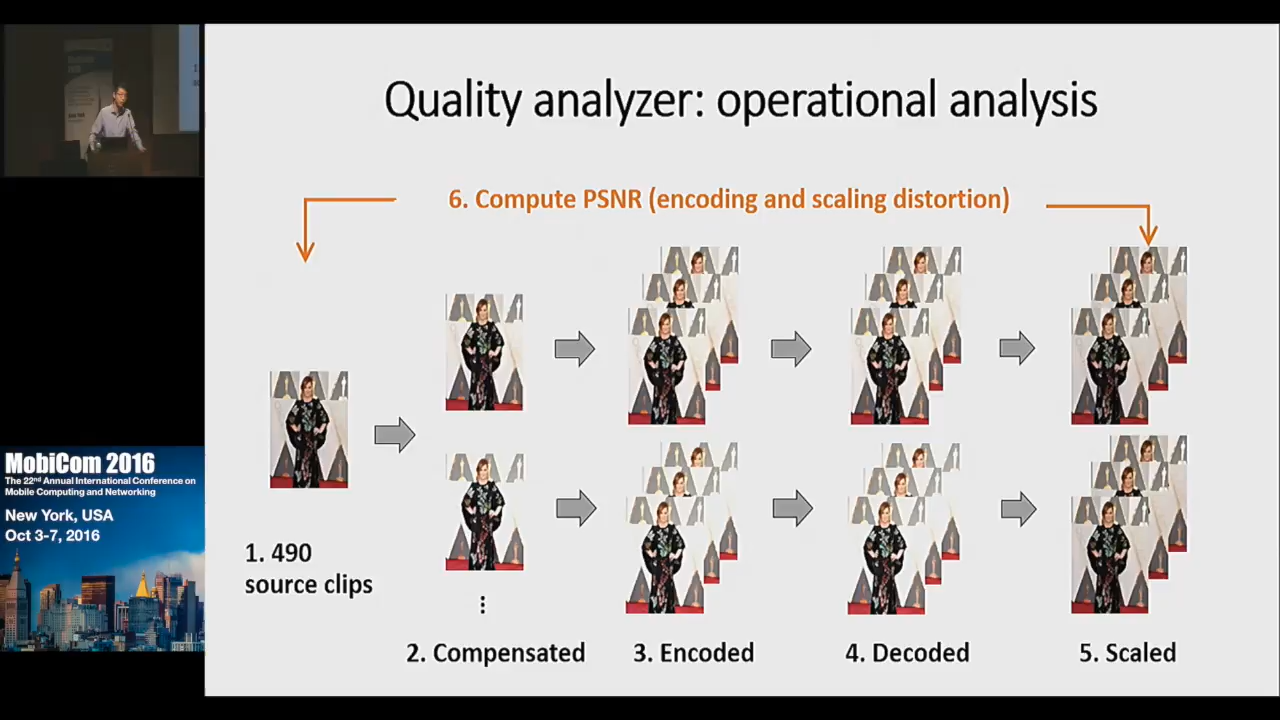 Quality analyzer: operational analysis
6. Compute PSNR (encoding and scaling distortion)
1. 490
source clips
2. Compensated
3. Encoded
4. Decoded
5. Scaled
MobiCom 2016
The 22nd Annual International Conference on
Mobile Computing and Networking
New York, USA
Oct 3-7, 2016